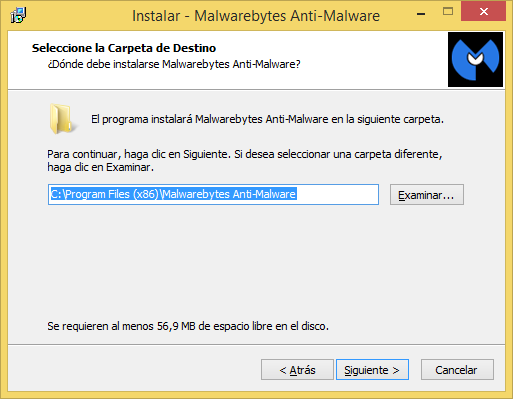 Instalar - Malwarebytes Anti-Malware
Seleccione la Carpeta de Destino
¿Dónde debe instalarse Malwarebytes Anti-Malware?
El programa instalará Malwarebytes Anti-Malware en la siguiente carpeta.
Para continuar, haga clic en Siguiente. Si desea seleccionar una carpeta diferente,
haga clic en Examinar.
C:\Program Files (x86)\Malwarebytes Anti-Malware
Examinar...
Se requieren al menos 56,9 MB de espacio libre en el disco.
< Atrás
Siguiente >
Cancelar